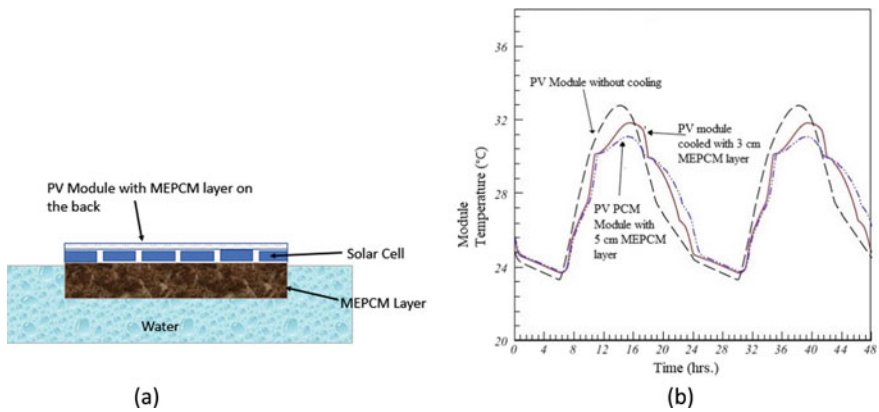 PV Module with MEPCM layer on
the back
Solar Cell
MEPCM Layer
Water
(a)
36
32
28
24
20
Module
Temperature (°C)
PV Module without cooling
PV module
cooled with 3 cm
MEPCM layer
PV PCM
Module with
5 cm MEPCM
layer
0 4 8 12 16 20 24 28 32 36 40 44 48
Time (hrs.)
(b)